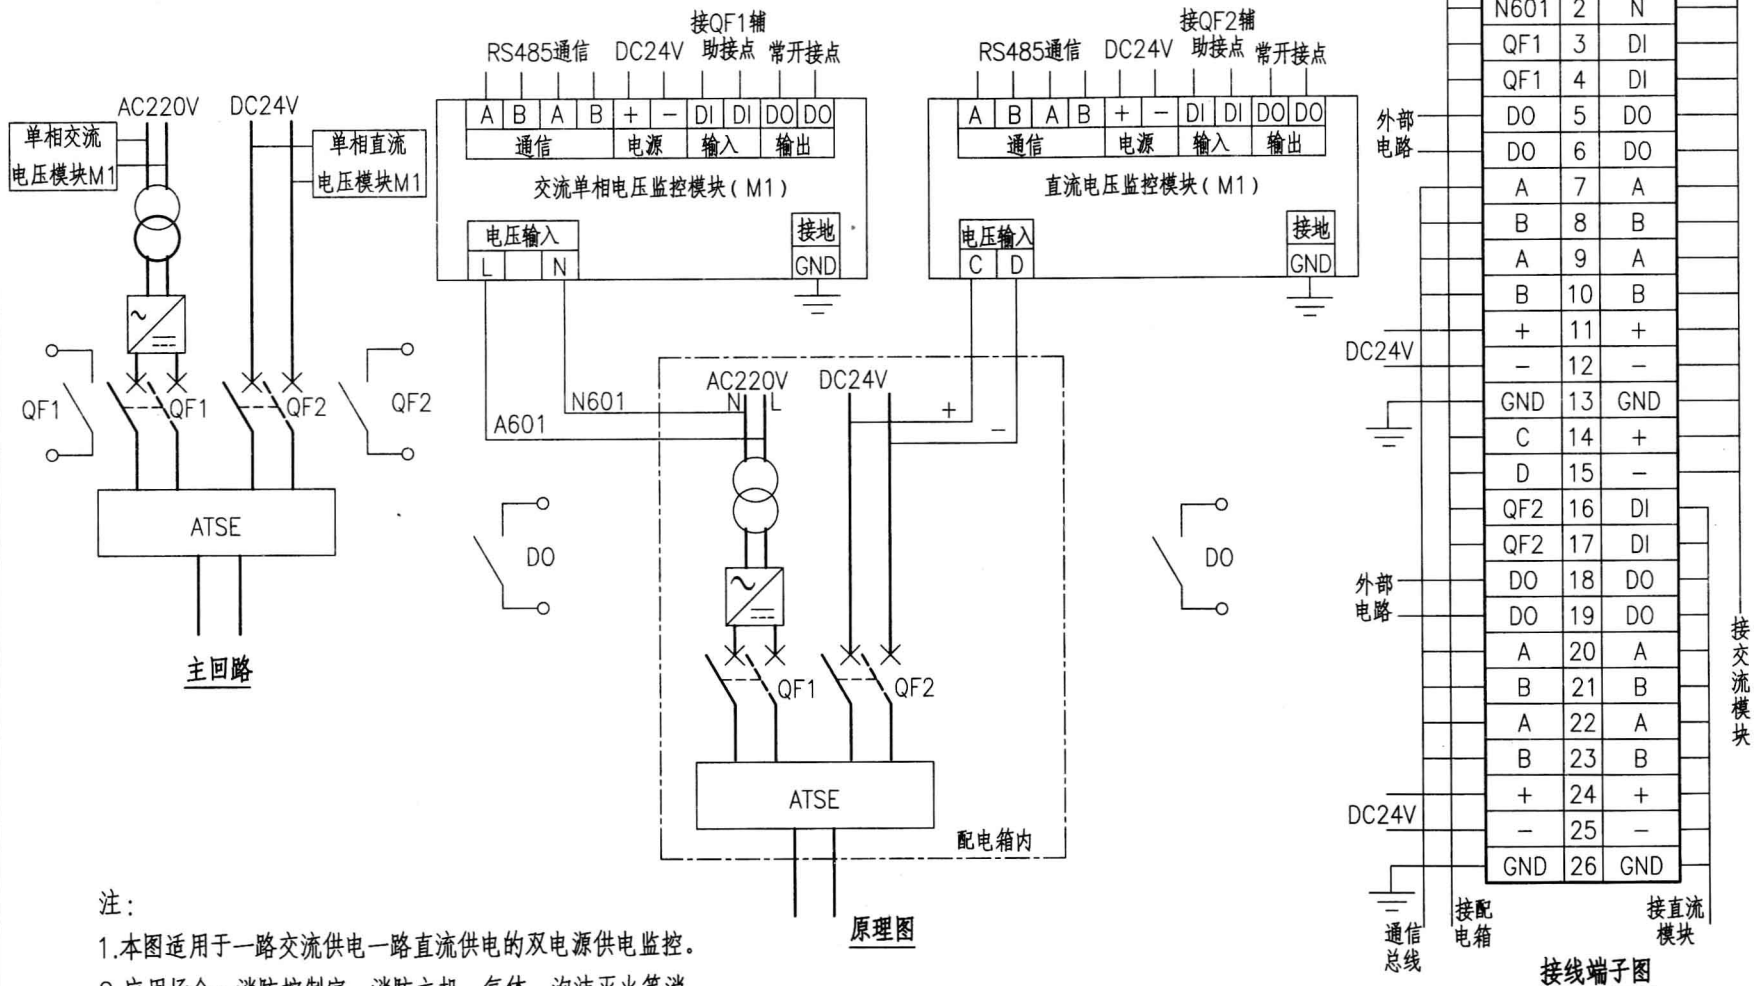 AC220V DC24V
单相交流
电压模块M1
单相直流
电压模块M1
QF1
QF1
QF2
QF2
ATSE
主回路
接QF1辅
RS485通信 DC24V 助接点 常开接点
A B A B + − DI DI DO DO
通信 电源 输入 输出
交流单相电压监控模块(M1)
电压输入
L N
接地
GND
接QF2辅
RS485通信 DC24V 助接点 常开接点
A B A B + − DI DI DO DO
通信 电源 输入 输出
直流电压监控模块(M1)
电压输入
C D
接地
GND
N601
A601
AC220V DC24V
N L
+
−
DO
DO
QF1
QF2
ATSE
配电箱内
原理图
N601 2 N
QF1 3 DI
QF1 4 DI
DO 5 DO
DO 6 DO
A 7 A
B 8 B
A 9 A
B 10 B
+ 11 +
− 12 −
GND 13 GND
C 14 +
D 15 −
QF2 16 DI
QF2 17 DI
DO 18 DO
DO 19 DO
A 20 A
B 21 B
A 22 A
B 23 B
+ 24 +
− 25 −
GND 26 GND
外部
电路
DC24V
外部
电路
DC24V
通信
总线
接配
电箱
接直流
模块
接交流模块
接线端子图
注:
1.本图适用于一路交流供电一路直流供电的双电源供电监控。